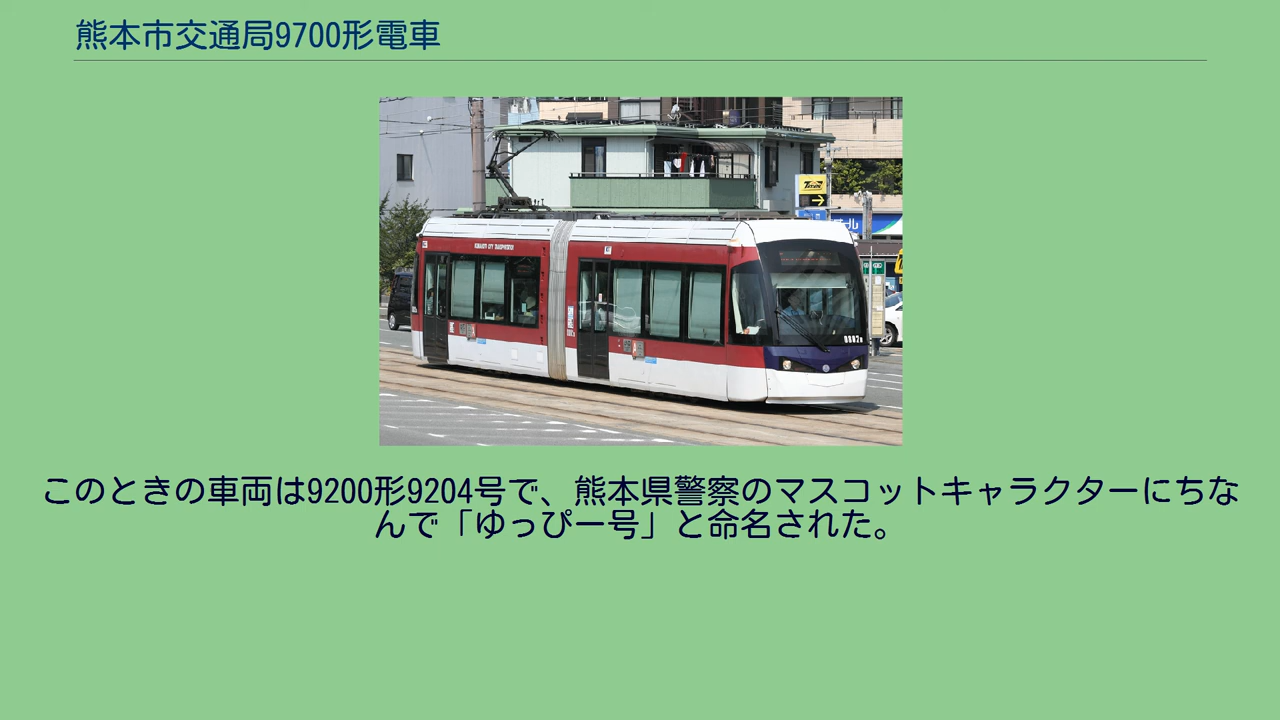 熊本市交通局9700形電車
KUMAMOTO CITY TRANSPORTATION
このときの車両は9200形9204号で、熊本県警察のマスコットキャラクターにちな
んで「ゆっぴー号」と命名された。